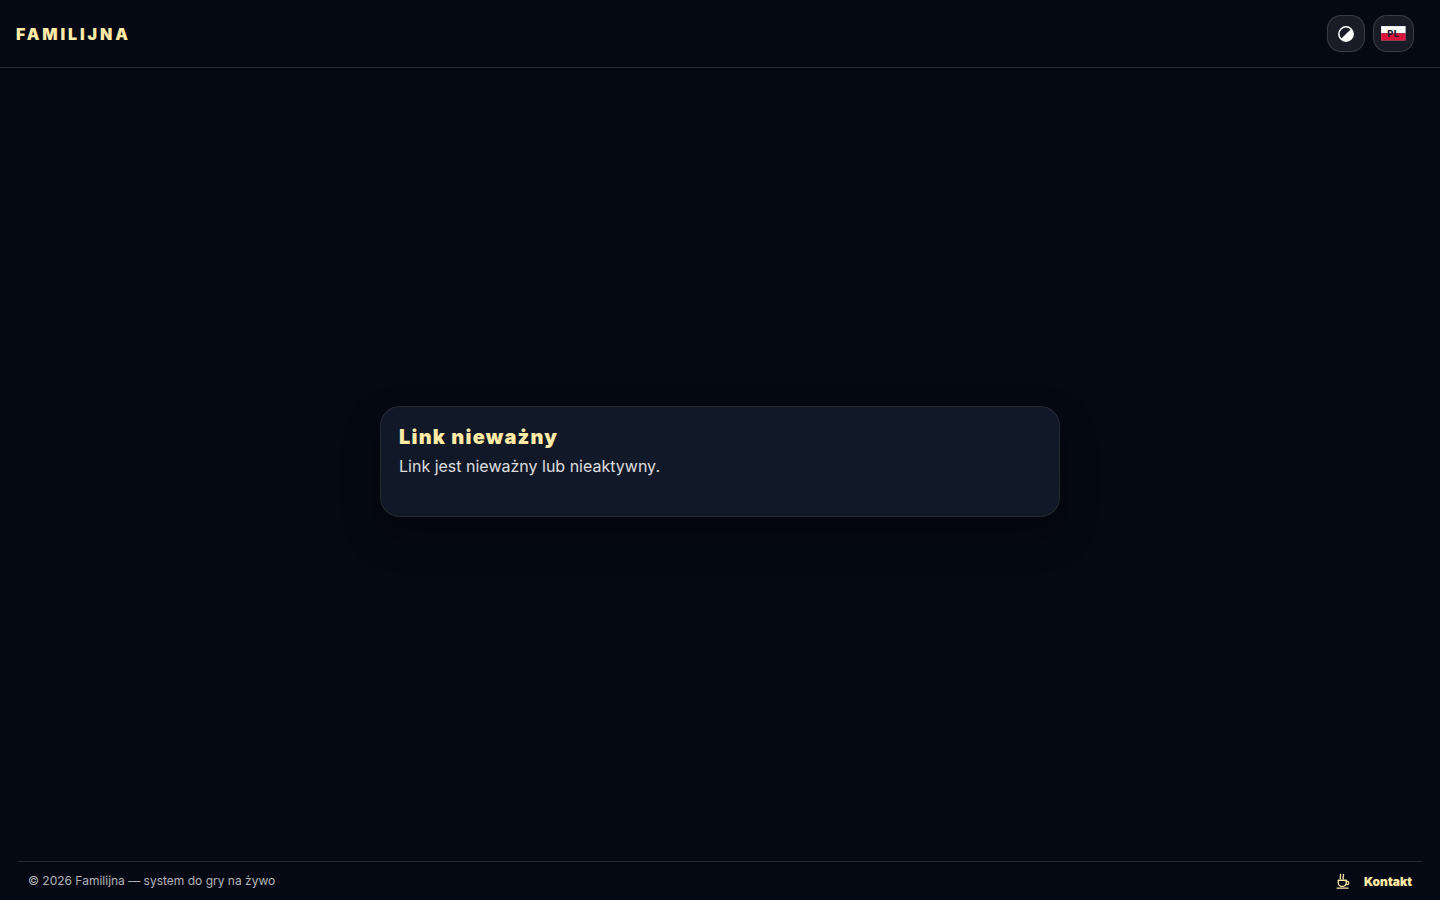 FAMILIJNA
PL
Link nieważny
Link jest nieważny lub nieaktywny.
© 2026 Familijna — system do gry na żywo
Kontakt